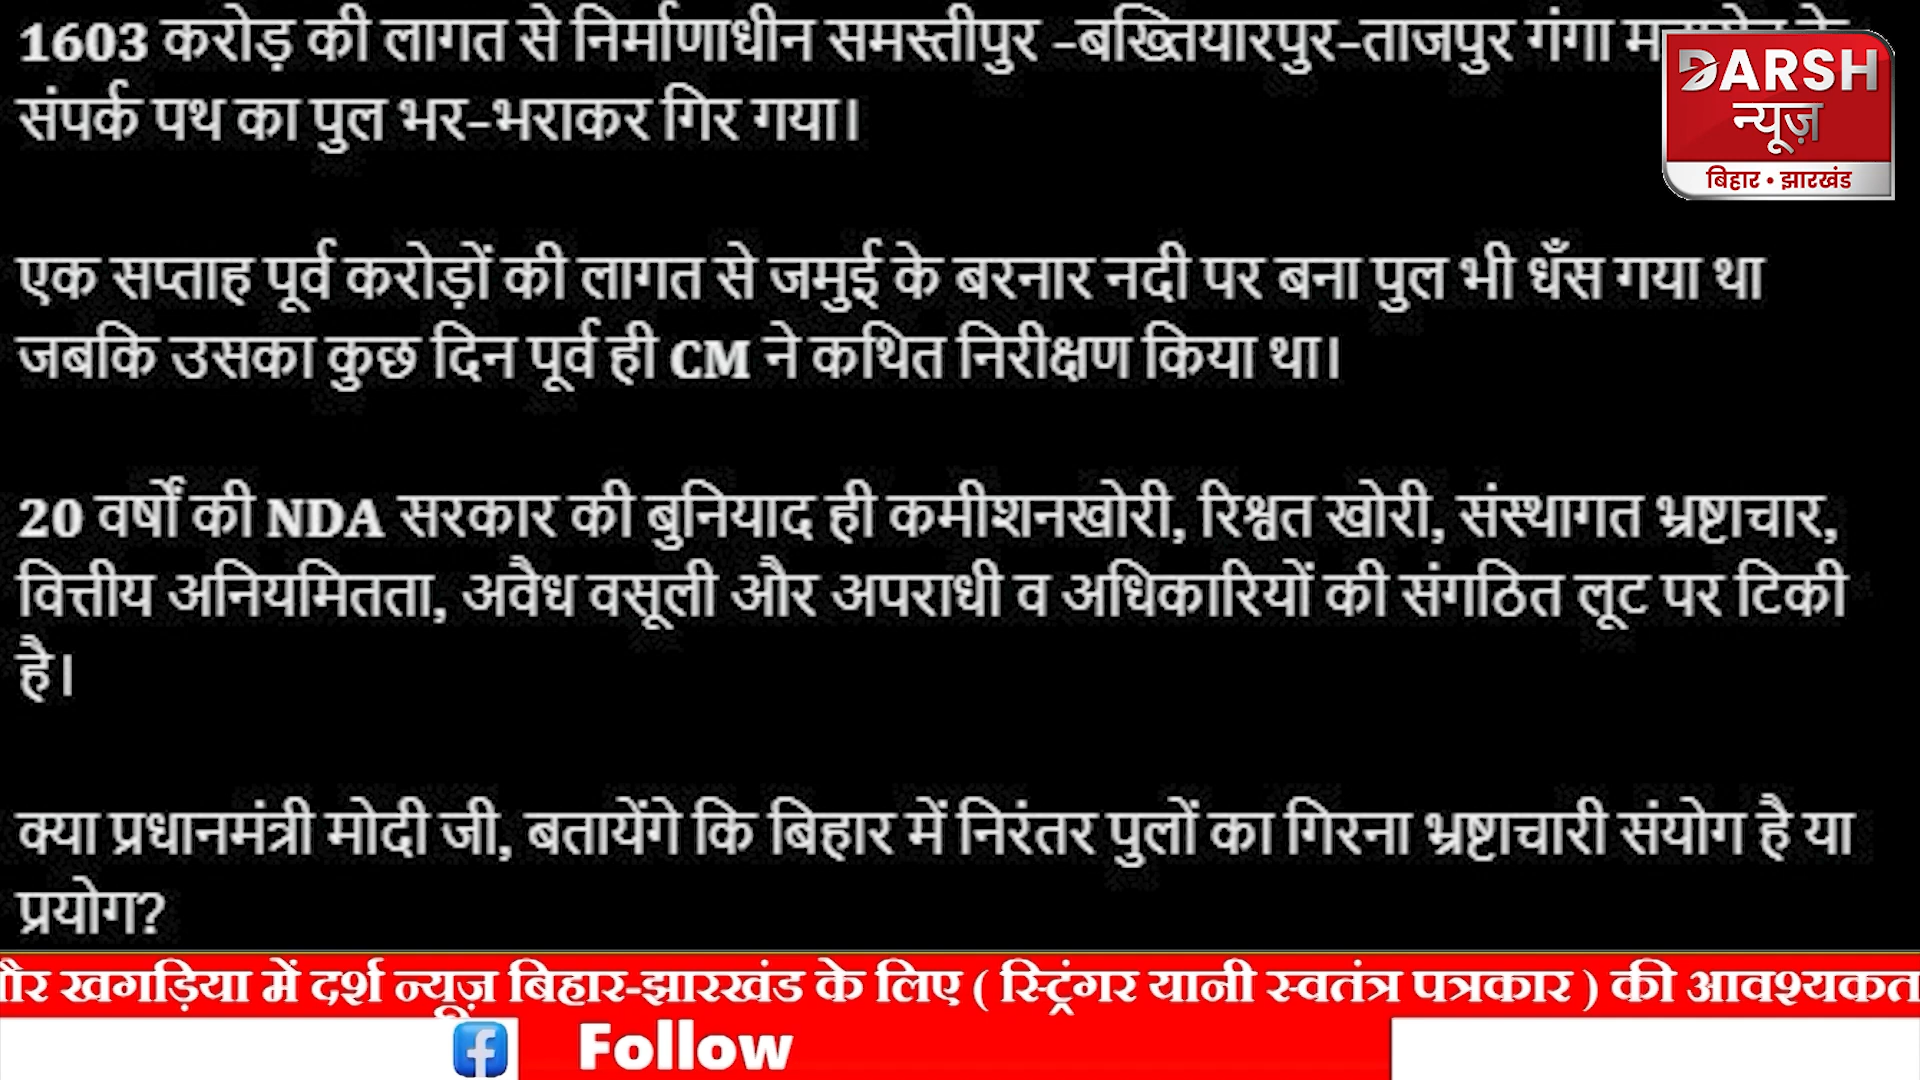 1603 करोड़ की लागत से निर्माणाधीन समस्तीपुर -बख्तियारपुर-ताजपुर गंगा
संपर्क पथ का पुल भर-भराकर गिर गया।
DARSH
न्यूज़
बिहार • झारखंड
एक सप्ताह पूर्व करोड़ों की लागत से जमुई के बरनार नदी पर बना पुल भी धँस गया था
जबकि उसका कुछ दिन पूर्व ही CM ने कथित निरीक्षण किया था।
20 वर्षों की NDA सरकार की बुनियाद ही कमीशनखोरी, रिश्वत खोरी, संस्थागत भ्रष्टाचार,
वित्तीय अनियमितता, अवैध वसूली और अपराधी व अधिकारियों की संगठित लूट पर टिकी
है।
क्या प्रधानमंत्री मोदी जी, बतायेंगे कि बिहार में निरंतर पुलों का गिरना भ्रष्टाचारी संयोग है या
प्रयोग?
खगड़िया में दर्श न्यूज़ बिहार-झारखंड के लिए ( स्ट्रिंगर यानी स्वतंत्र पत्रकार ) की
Follow